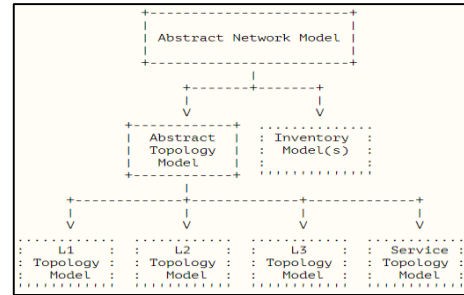 Abstract Network Model
Abstract : Inventory :
Topology : Model(s) :
Model
: L1 : : L2 : : L3 : : Service :
: Topology : : Topology : : Topology : : Topology :
: Model : : Model : : Model : : Model :